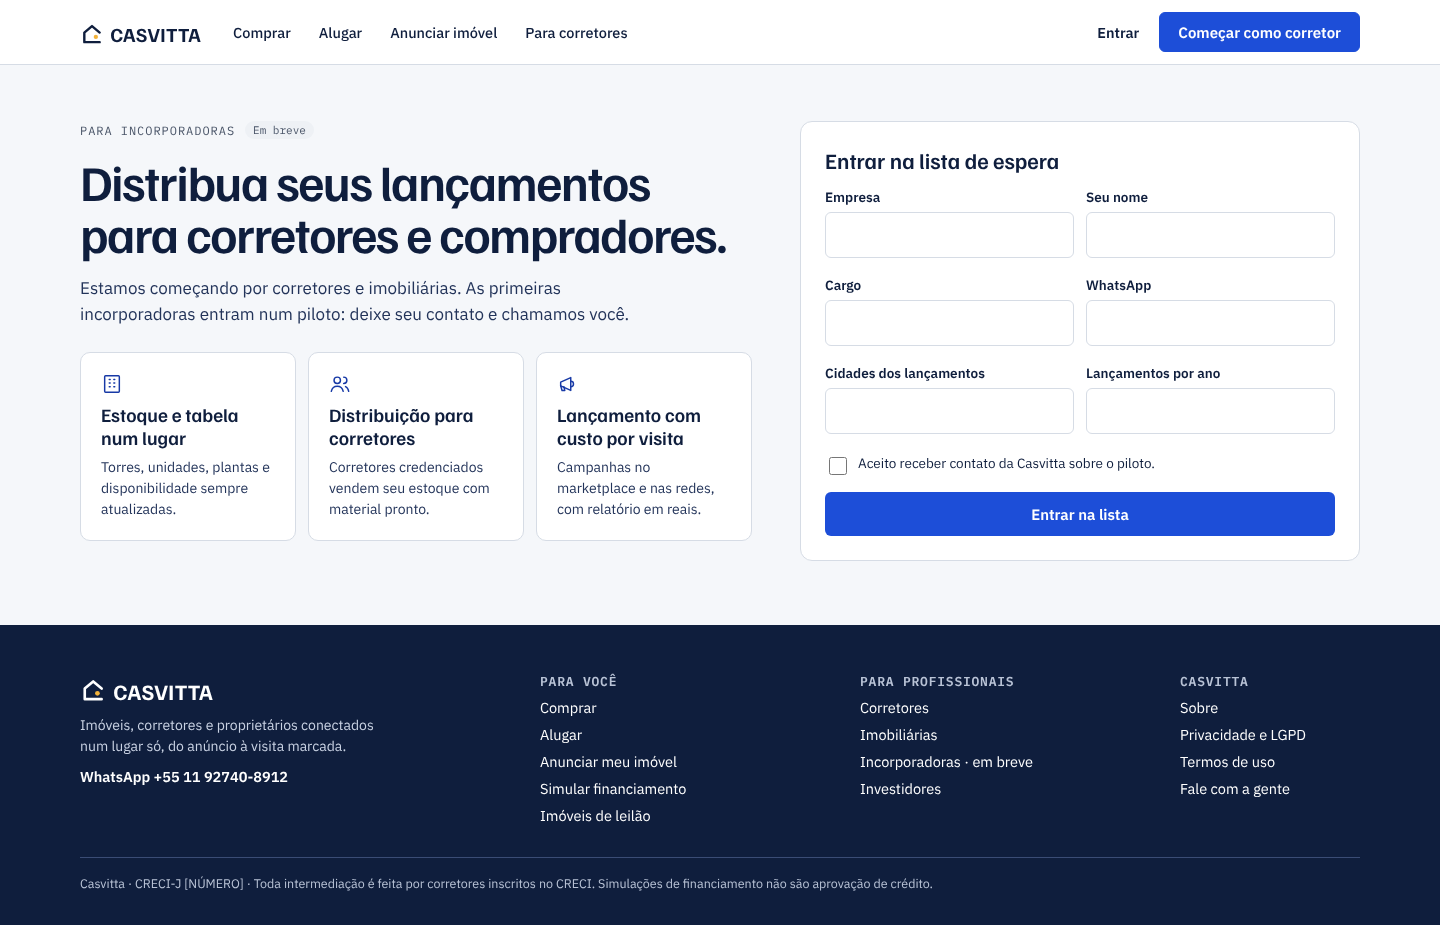 CASVITTA
Comprar
Alugar
Anunciar imóvel
Para corretores
Entrar
Começar como corretor
PARA INCORPORADORAS
Em breve
Distribua seus lançamentos
para corretores e compradores.
Estamos começando por corretores e imobiliárias. As primeiras
incorporadoras entram num piloto: deixe seu contato e chamamos você.
Estoque e tabela
num lugar
Torres, unidades, plantas e
disponibilidade sempre
atualizadas.
Distribuição para
corretores
Corretores credenciados
vendem seu estoque com
material pronto.
Lançamento com
custo por visita
Campanhas no
marketplace e nas redes,
com relatório em reais.
Entrar na lista de espera
Empresa
Seu nome
Cargo
WhatsApp
Cidades dos lançamentos
Lançamentos por ano
Aceito receber contato da Casvitta sobre o piloto.
Entrar na lista
CASVITTA
Imóveis, corretores e proprietários conectados
num lugar só, do anúncio à visita marcada.
WhatsApp +55 11 92740-8912
PARA VOCÊ
Comprar
Alugar
Anunciar meu imóvel
Simular financiamento
Imóveis de leilão
PARA PROFISSIONAIS
Corretores
Imobiliárias
Incorporadoras · em breve
Investidores
CASVITTA
Sobre
Privacidade e LGPD
Termos de uso
Fale com a gente
Casvitta · CRECI-J [NÚMERO] · Toda intermediação é feita por corretores inscritos no CRECI. Simulações de financiamento não são aprovação de crédito.